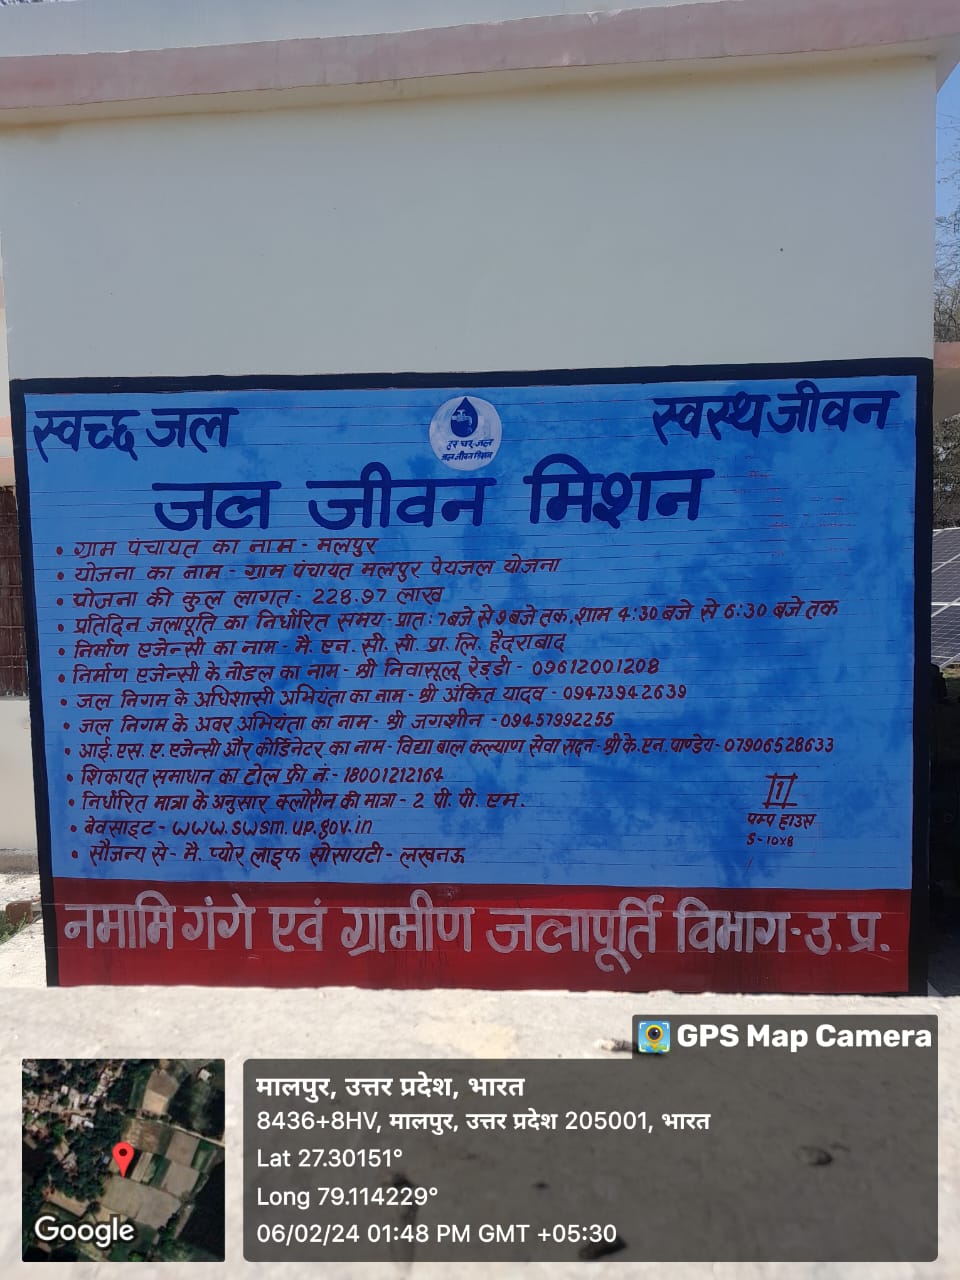 स्वच्छ जल
स्वस्थ जीवन
हर घर जल
जल जीवन मिशन
जल जीवन मिशन
• ग्राम पंचायत का नाम - मलपुर
• योजना का नाम - ग्राम पंचायत मलपुर पेयजल योजना
• प्रोजना की कुल लागत - 228.97 लाख
• प्रतिदिन जलापूर्ति का निर्धारित समय - प्रात: 7 बजे से 9 बजे तक, शाम 4:30 बजे से 6:30 बजे तक
• निर्माण एजेन्सी का नाम - मै. एन. सी. सी. प्रा. लि. हैदराबाद
• निर्माण एजेन्सी के नोडल का नाम - श्री निवासूलू रेड्डी - 09612001208
• जल निगम के अधिशासी अभियंता का नाम - श्री अंकित यादव - 09473942639
• जल निगम के अवर अभियंता का नाम - श्री जगशीन - 09457992255
• आई. एस. ए. एजेन्सी और कोर्डिनेटर का नाम - विद्या बाल कल्याण सेवा सदन - श्री के. एन. पाण्डेय - 07906528633
• शिकायत समाधान का टोल फ्री नं. - 18001212164
• निर्धारित मात्रा के अनुसार क्लोरीन की मात्रा - 2 पी. पी. एम.
• बेवसाइट - www.swsm.up.gov.in
• सौजन्य से - मै. प्योर लाइफ सोसायटी - लखनऊ
1
पम्प हाउस
S-10x8
नमामि गंगे एवं ग्रामीण जलापूर्ति विभाग - उ. प्र.
GPS Map Camera
मालपुर, उत्तर प्रदेश, भारत
8436+8HV, मालपुर, उत्तर प्रदेश 205001, भारत
Lat 27.30151°
Long 79.114229°
06/02/24 01:48 PM GMT +05:30
Google